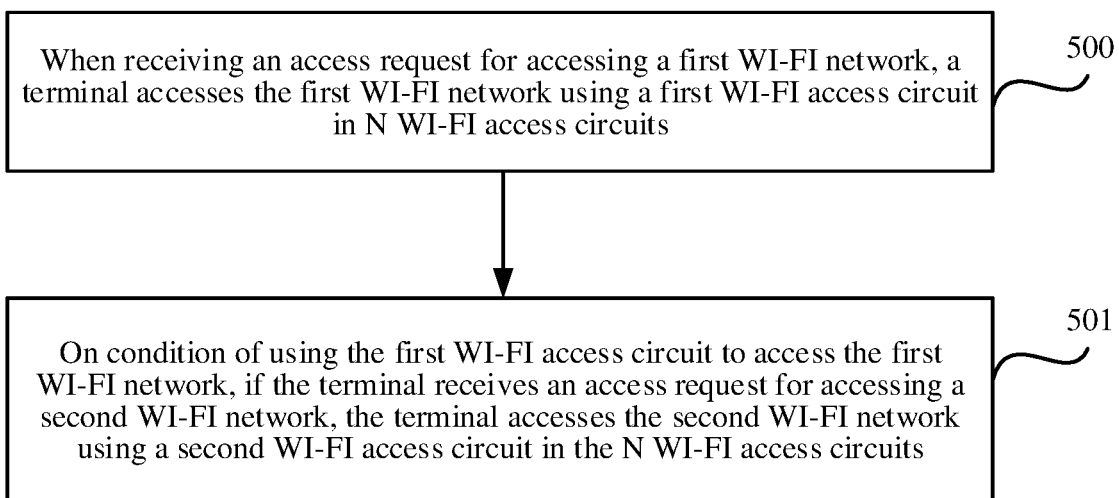 When receiving an access request for accessing a first WI-FI network, a
terminal accesses the first WI-FI network using a first WI-FI access circuit
in N WI-FI access circuits
500
On condition of using the first WI-FI access circuit to access the first
WI-FI network, if the terminal receives an access request for accessing a
second WI-FI network, the terminal accesses the second WI-FI network
using a second WI-FI access circuit in the N WI-FI access circuits
501